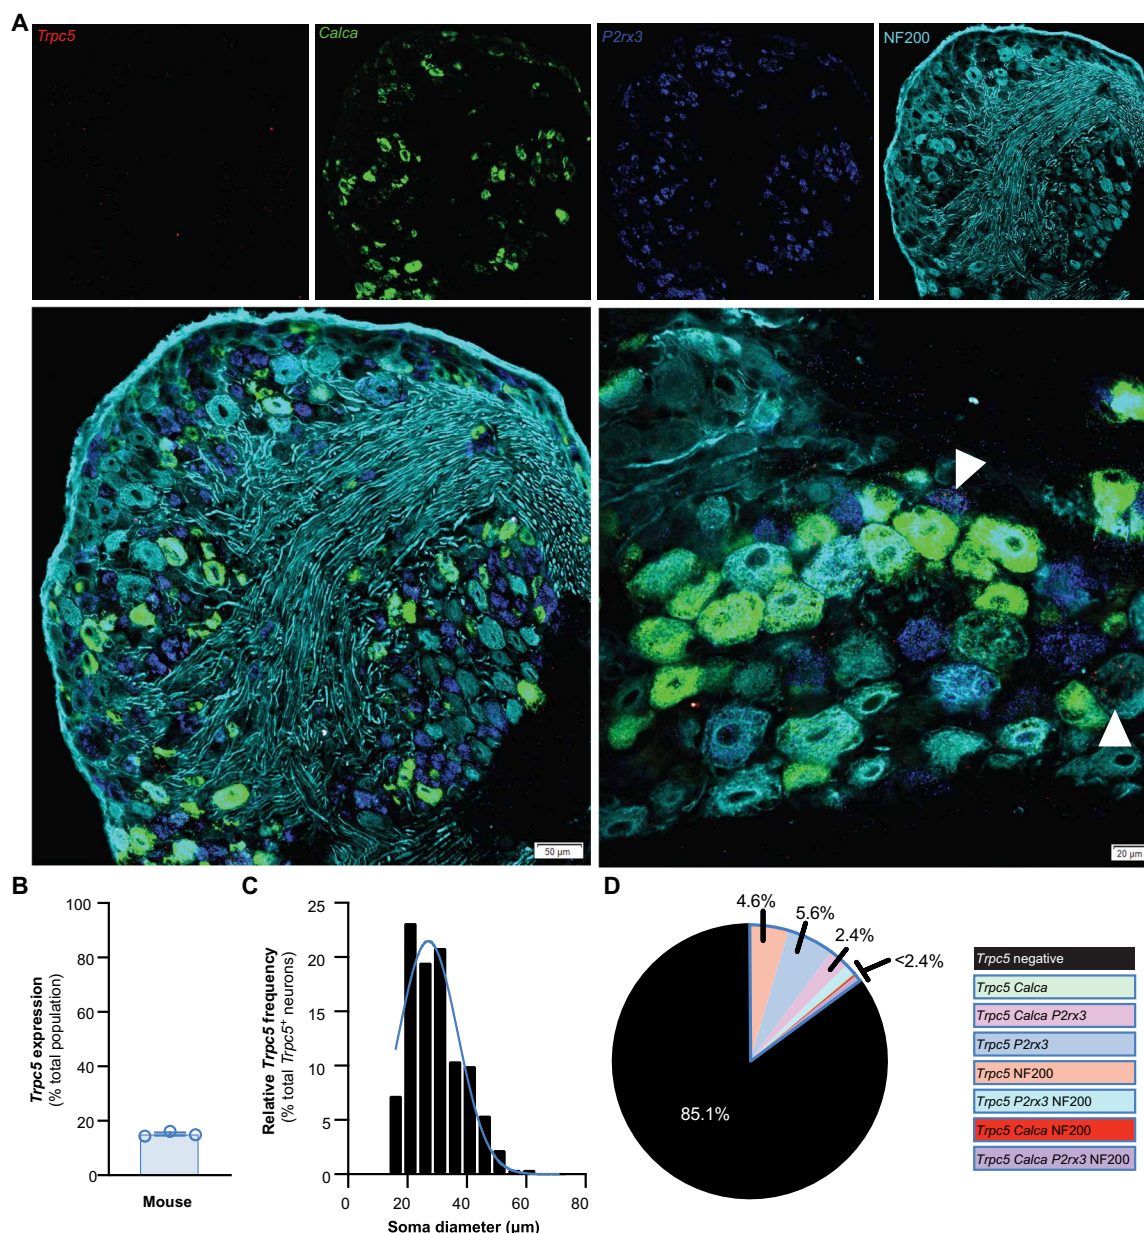 A
Trpc5
Calca
P2rx3
NF200
50 µm
20 µm
B
Trpc5 expression
(% total population)
100
80
60
40
20
0
Mouse
C
Relative Trpc5 frequency
(% total Trpc5+ neurons)
25
20
15
10
5
0
0 20 40 60 80
Soma diameter (µm)
D
4.6%
5.6%
2.4%
<2.4%
85.1%
Trpc5 negative
Trpc5 Calca
Trpc5 Calca P2rx3
Trpc5 P2rx3
Trpc5 NF200
Trpc5 P2rx3 NF200
Trpc5 Calca NF200
Trpc5 Calca P2rx3 NF200